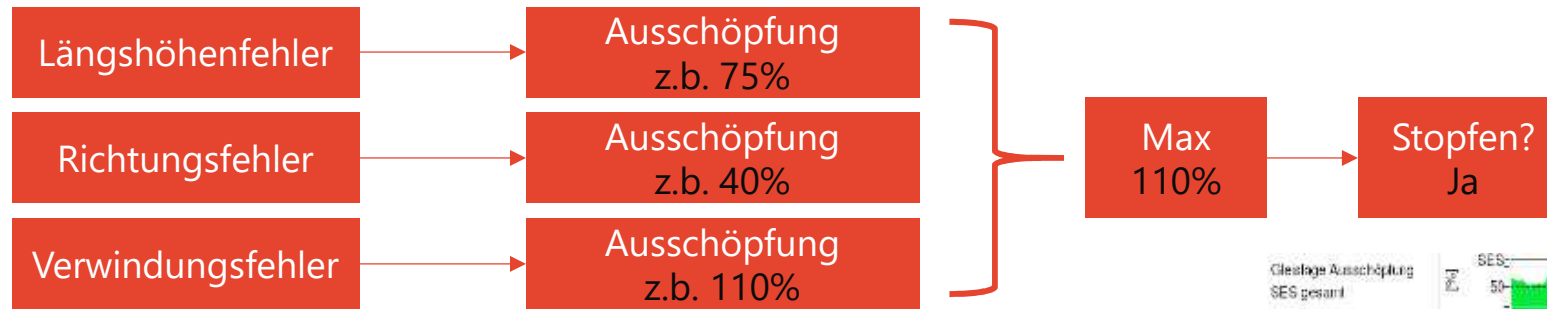 Längshöhenfehler
Ausschöpfung
z.b. 75%
Richtungsfehler
Ausschöpfung
z.b. 40%
Verwindungsfehler
Ausschöpfung
z.b. 110%
Max
110%
Stopfen?
Ja
Gleislage Ausschöpfung
SES gesamt
SES
50